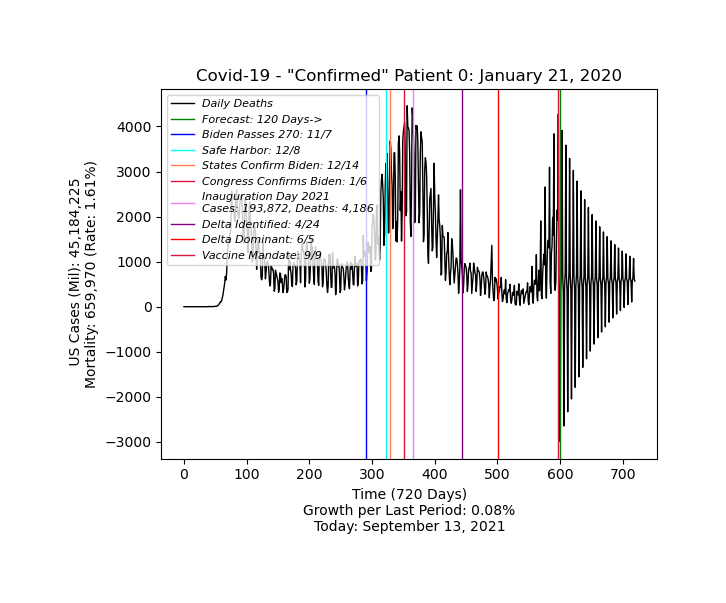 Covid-19 - "Confirmed" Patient 0: January 21, 2020
Daily Deaths
Forecast: 120 Days->
Biden Passes 270: 11/7
Safe Harbor: 12/8
States Confirm Biden: 12/14
Congress Confirms Biden: 1/6
Inauguration Day 2021
Cases: 193,872, Deaths: 4,186
Delta Identified: 4/24
Delta Dominant: 6/5
Vaccine Mandate: 9/9
US Cases (Mil): 45,184,225
Mortality: 659,970 (Rate: 1.61%)
4000
3000
2000
1000
0
−1000
−2000
−3000
0 100 200 300 400 500 600 700
Time (720 Days)
Growth per Last Period: 0.08%
Today: September 13, 2021